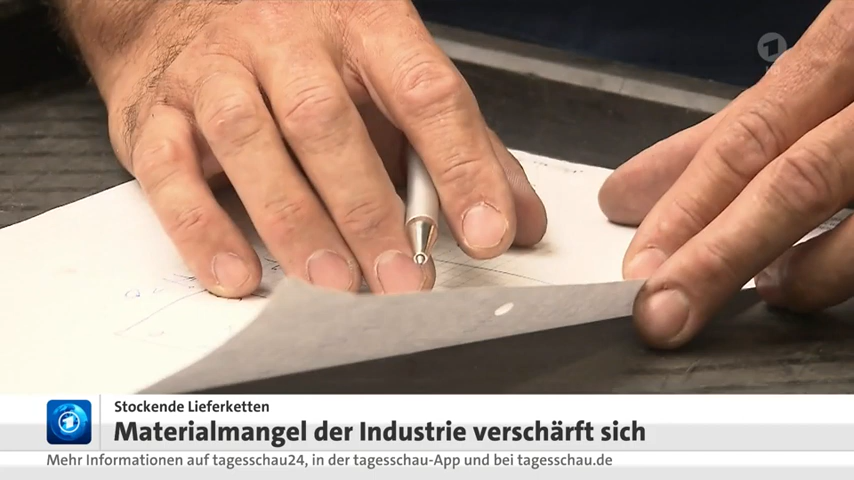 Stockende Lieferketten
Materialmangel der Industrie verschärft sich
Mehr Informationen auf tagesschau24, in der tagesschau-App und bei tagesschau.de